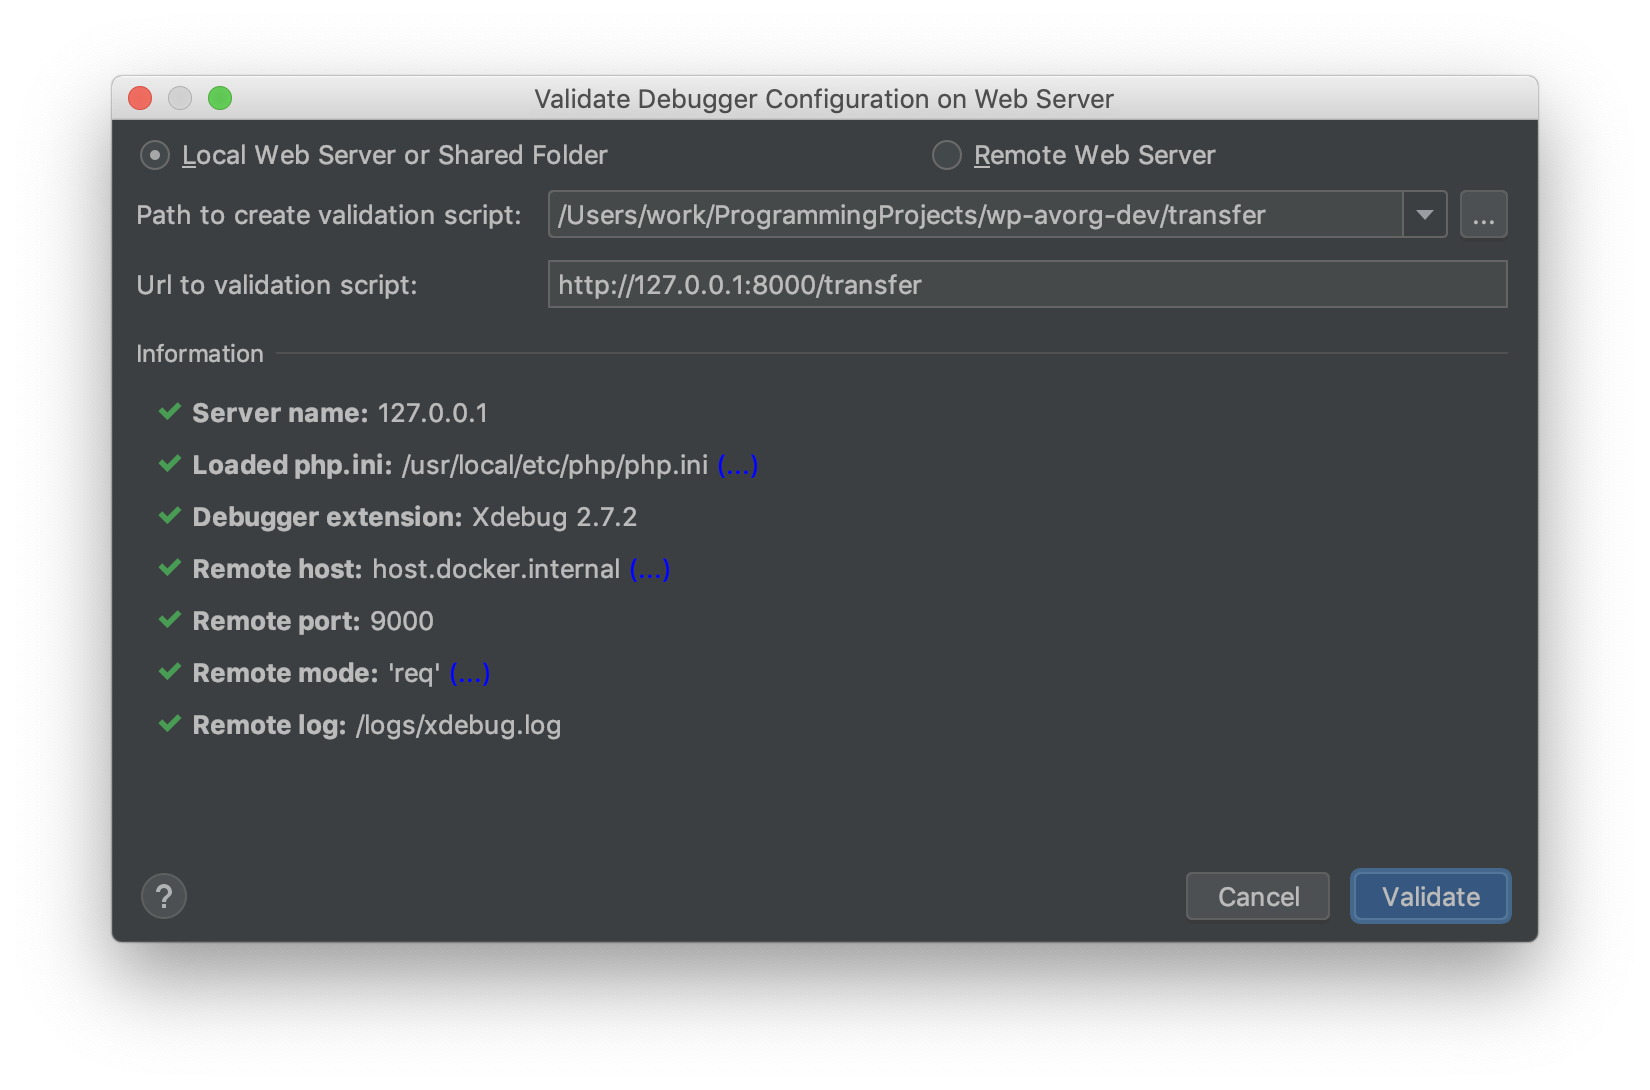 Validate Debugger Configuration on Web Server
Local Web Server or Shared Folder
Remote Web Server
Path to create validation script: /Users/work/ProgrammingProjects/wp-avorg-dev/transfer ...
Url to validation script: http://127.0.0.1:8000/transfer
Information
Server name: 127.0.0.1
Loaded php.ini: /usr/local/etc/php/php.ini (...)
Debugger extension: Xdebug 2.7.2
Remote host: host.docker.internal (...)
Remote port: 9000
Remote mode: 'req' (...)
Remote log: /logs/xdebug.log
? Cancel Validate